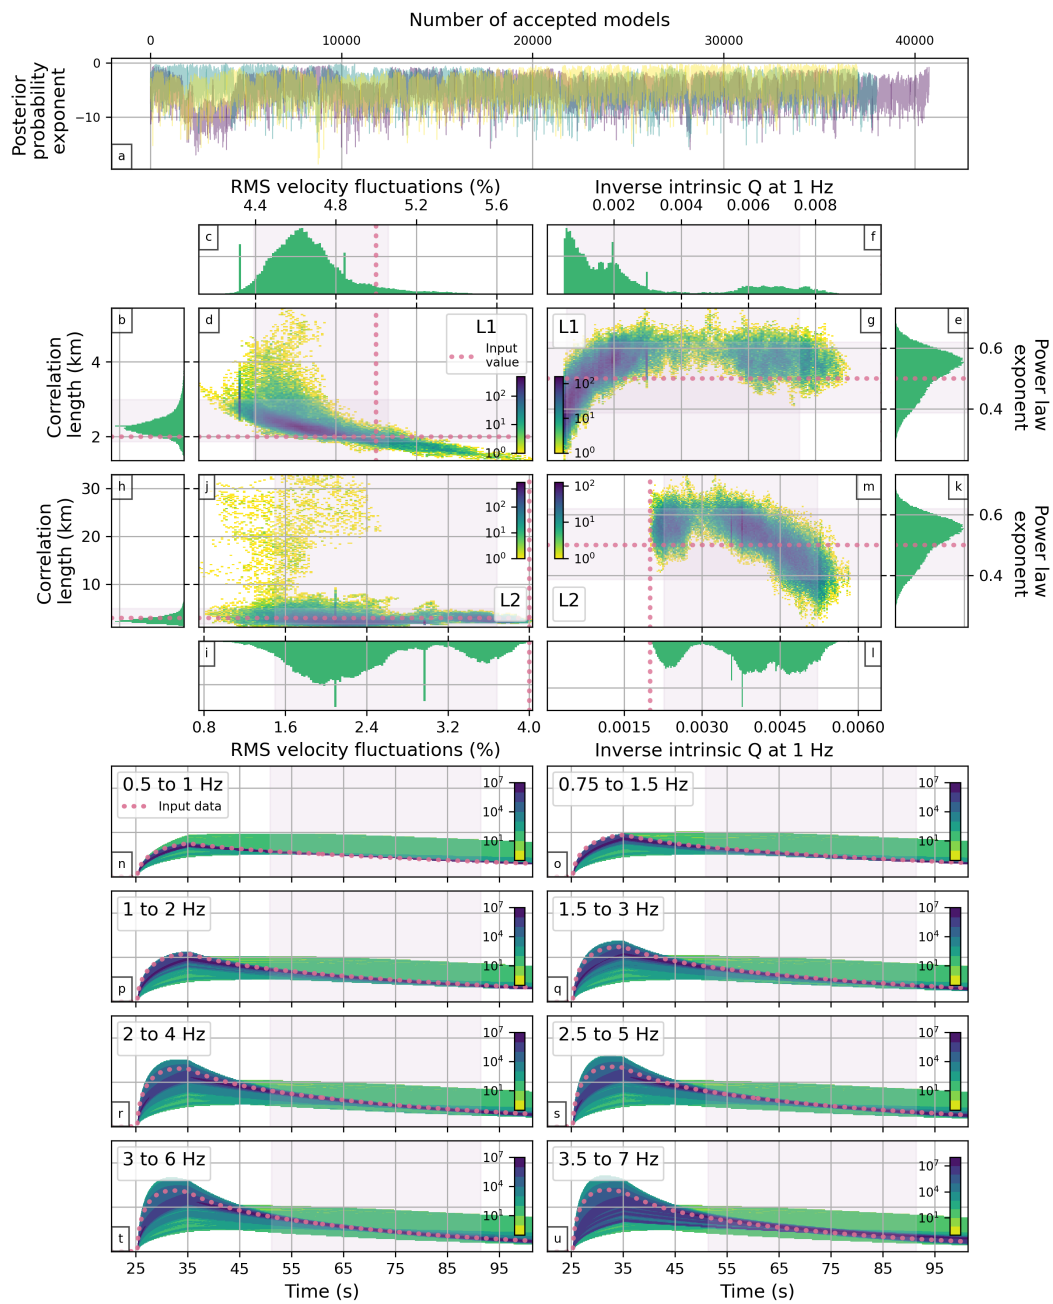 Number of accepted models
0 10000 20000 30000 40000
Posterior
probability
exponent
0
−10
a
RMS velocity fluctuations (%)
4.4 4.8 5.2 5.6
Inverse intrinsic Q at 1 Hz
0.002 0.004 0.006 0.008
c
f
b
Correlation
length (km)
4
2
d
L1
Input
value
10²
10¹
10⁰
L1
g
10²
10¹
10⁰
e
0.6
0.4
Power law
exponent
h
Correlation
length (km)
30
20
10
j
10²
10¹
10⁰
L2
m
10²
10¹
10⁰
L2
k
0.6
0.4
Power law
exponent
i
l
0.8 1.6 2.4 3.2 4.0
RMS velocity fluctuations (%)
0.0015 0.0030 0.0045 0.0060
Inverse intrinsic Q at 1 Hz
0.5 to 1 Hz
Input data
10⁷
10⁴
10¹
n
0.75 to 1.5 Hz
10⁷
10⁴
10¹
o
1 to 2 Hz
10⁷
10⁴
10¹
p
1.5 to 3 Hz
10⁷
10⁴
10¹
q
2 to 4 Hz
10⁷
10⁴
10¹
r
2.5 to 5 Hz
10⁷
10⁴
10¹
s
3 to 6 Hz
10⁷
10⁴
10¹
t
3.5 to 7 Hz
10⁷
10⁴
10¹
u
25 35 45 55 65 75 85 95
Time (s)
25 35 45 55 65 75 85 95
Time (s)